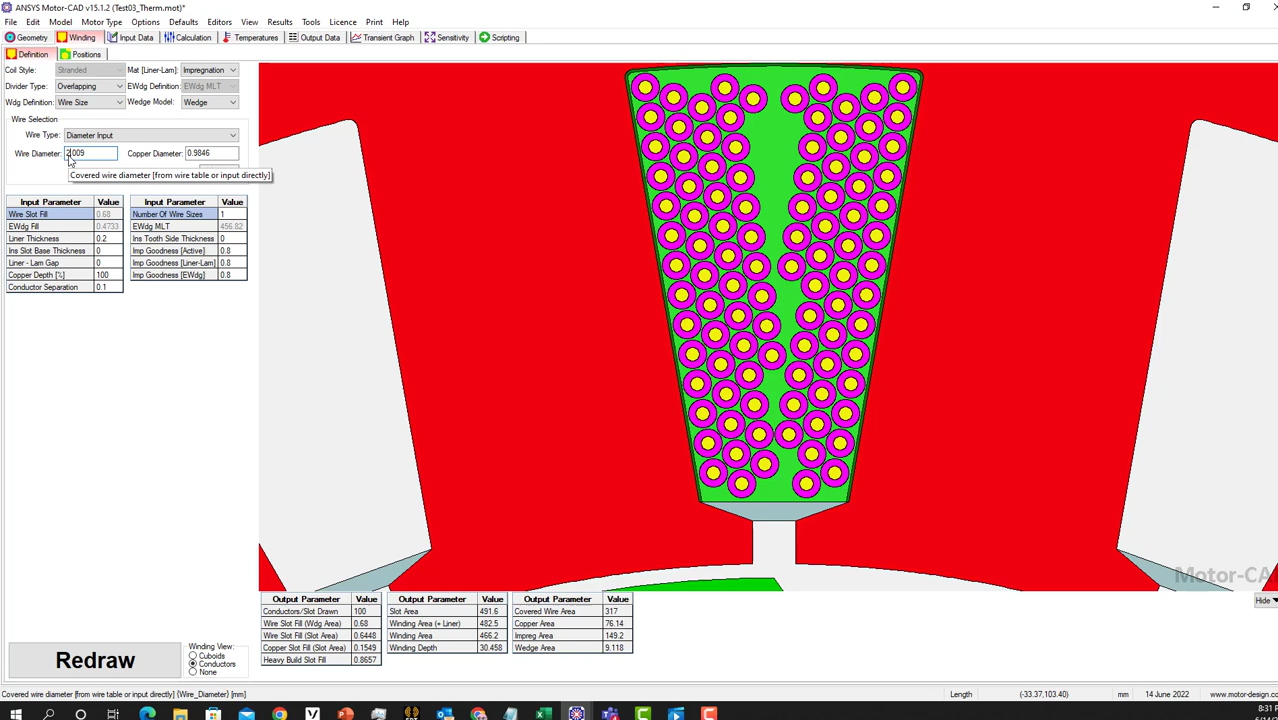 ANSYS Motor-CAD v15.1.2 (Test03_Therm.mot)*
File Edit Model Motor Type Options Defaults Editors View Results Tools Licence Print Help
Geometry Winding Input Data Calculation Temperatures Output Data Transient Graph Sensitivity Scripting
Definition Positions
Coil Style: Stranded Mat [Liner-Lam]: Impregnation
Divider Type: Overlapping EWdg Definition: EWdg MLT
Wdg Definition: Wire Size Wedge Model: Wedge
Wire Selection
Wire Type: Diameter Input
Wire Diameter: 2.009 Copper Diameter: 0.9846
Covered wire diameter [from wire table or input directly]
Input Parameter Value Input Parameter Value
Wire Slot Fill 0.68 Number Of Wire Sizes 1
EWdg Fill 0.4733 EWdg MLT 456.82
Liner Thickness 0.2 Ins Tooth Side Thickness 0
Ins Slot Base Thickness 0 Imp Goodness [Active] 0.8
Liner - Lam Gap 0 Imp Goodness [Liner-Lam] 0.8
Copper Depth [%] 100 Imp Goodness [EWdg] 0.8
Conductor Separation 0.1
Motor-CA
Hide
Output Parameter Value Output Parameter Value Output Parameter Value
Conductors/Slot Drawn 100 Slot Area 491.6 Covered Wire Area 317
Wire Slot Fill (Wdg Area) 0.68 Winding Area (+ Liner) 482.5 Copper Area 76.14
Wire Slot Fill (Slot Area) 0.6448 Winding Area 466.2 Impreg Area 149.2
Copper Slot Fill (Slot Area) 0.1549 Winding Depth 30.458 Wedge Area 9.118
Heavy Build Slot Fill 0.8657
Redraw
Winding View:
Cuboids
Conductors
None
Covered wire diameter [from wire table or input directly] {Wire_Diameter} [mm] Length (-33.37,103.40) mm 14 June 2022 www.motor-design.co
8:31 P